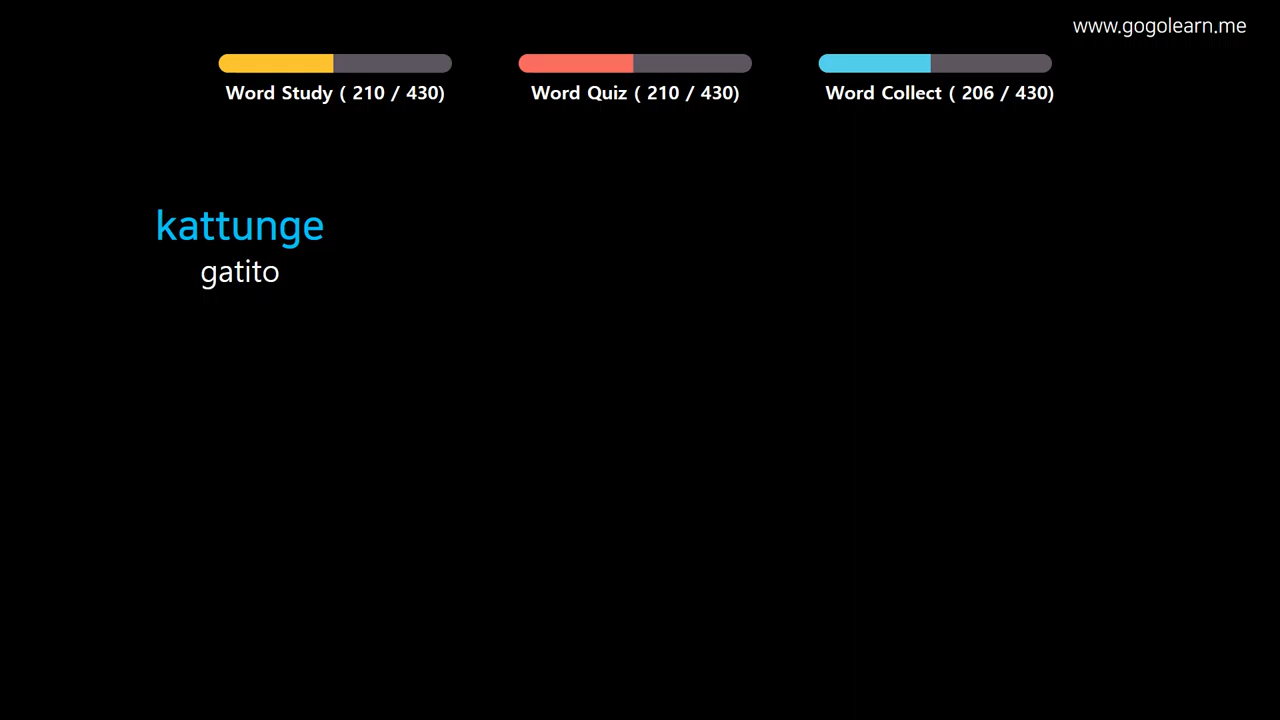 www.gogolearn.me
Word Study ( 210 / 430)
Word Quiz ( 210 / 430)
Word Collect ( 206 / 430)
kattunge
gatito